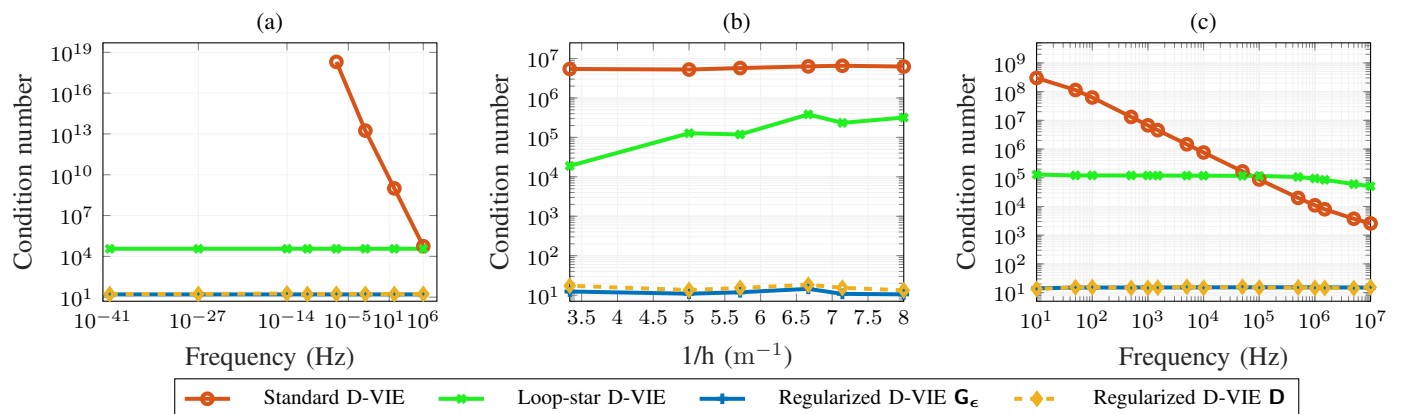 (a)
(b)
(c)
Condition number
10^19
10^16
10^13
10^10
10^7
10^4
10^1
10^−41 10^−27 10^−14 10^−5 10^1 10^6
Frequency (Hz)
Condition number
10^7
10^6
10^5
10^4
10^3
10^2
10^1
3.5 4 4.5 5 5.5 6 6.5 7 7.5 8
1/h (m^−1)
Condition number
10^9
10^8
10^7
10^6
10^5
10^4
10^3
10^2
10^1
10^1 10^2 10^3 10^4 10^5 10^6 10^7
Frequency (Hz)
Standard D-VIE Loop-star D-VIE Regularized D-VIE G_ϵ Regularized D-VIE D